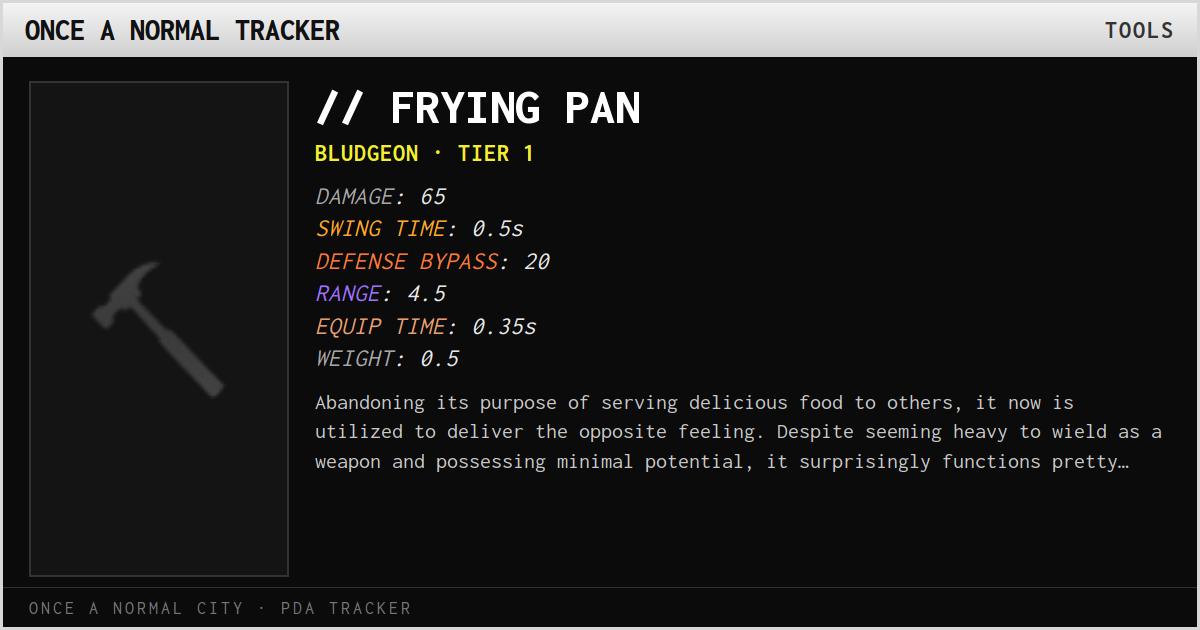 ONCE A NORMAL TRACKER
TOOLS
// FRYING PAN
BLUDGEON · TIER 1
DAMAGE: 65
SWING TIME: 0.5s
DEFENSE BYPASS: 20
RANGE: 4.5
EQUIP TIME: 0.35s
WEIGHT: 0.5
Abandoning its purpose of serving delicious food to others, it now is
utilized to deliver the opposite feeling. Despite seeming heavy to wield as a
weapon and possessing minimal potential, it surprisingly functions pretty…
ONCE A NORMAL CITY · PDA TRACKER